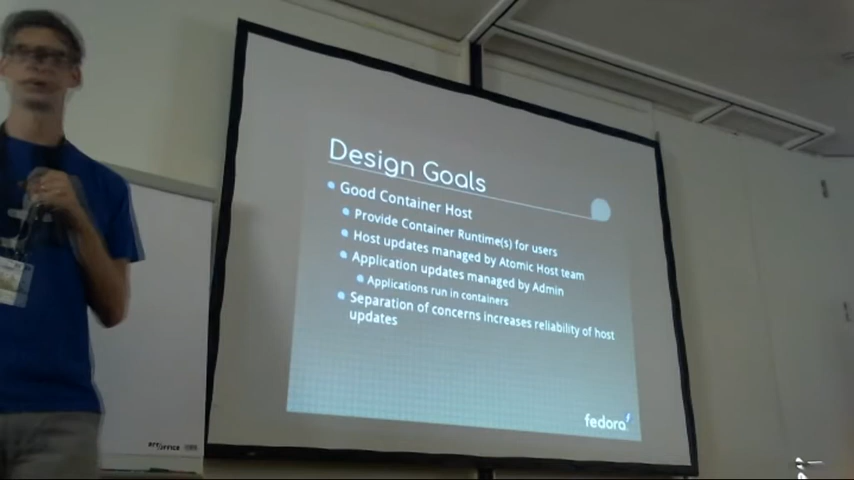 Design Goals
Good Container Host
Provide Container Runtime(s) for users
Host updates managed by Atomic Host team
Application updates managed by Admin
Applications run in containers
Separation of concerns increases reliability of host
updates
fedora